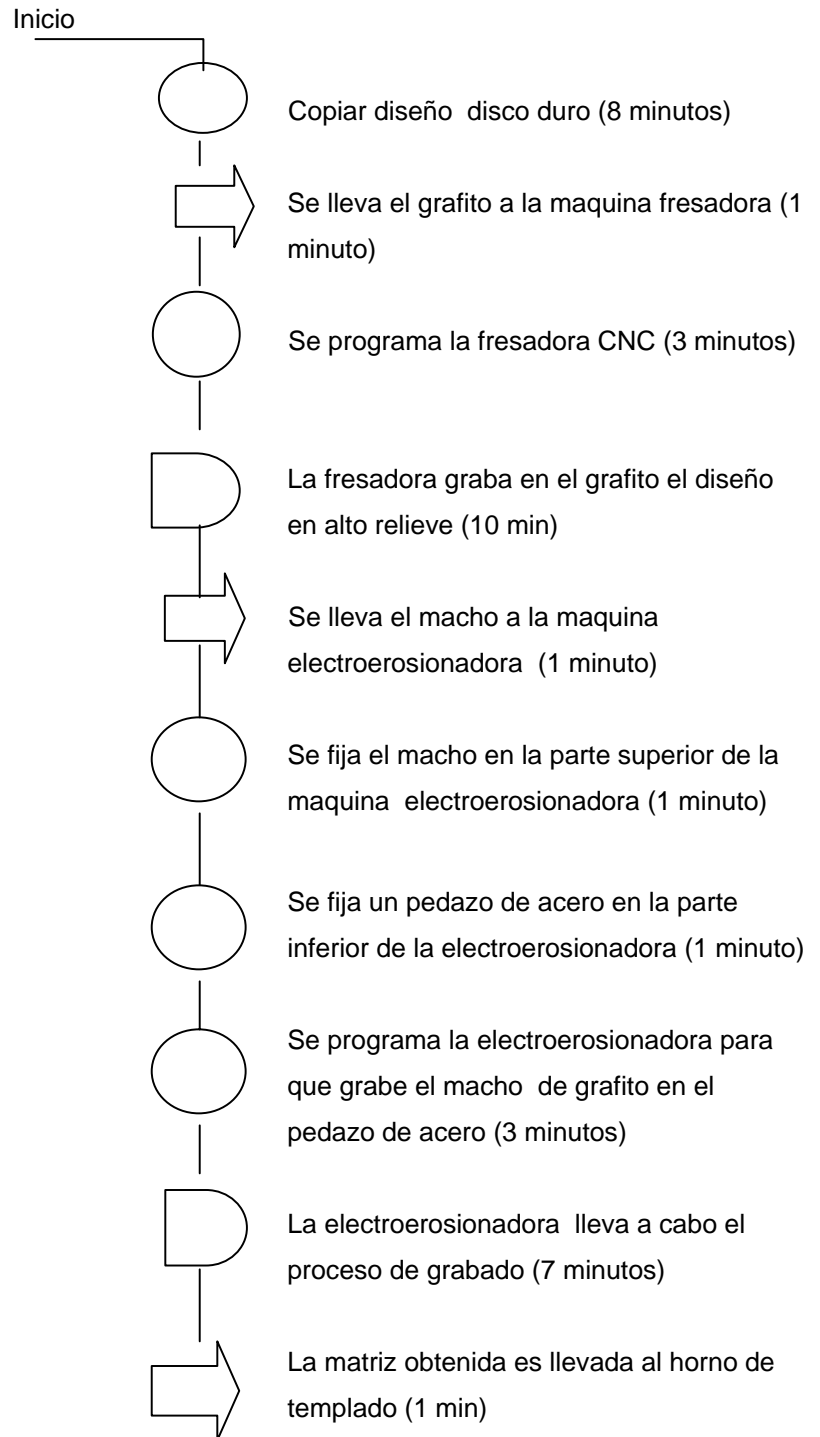 Inicio
Copiar diseño disco duro (8 minutos)
Se lleva el grafito a la maquina fresadora (1
minuto)
Se programa la fresadora CNC (3 minutos)
La fresadora graba en el grafito el diseño
en alto relieve (10 min)
Se lleva el macho a la maquina
electroerosionadora (1 minuto)
Se fija el macho en la parte superior de la
maquina electroerosionadora (1 minuto)
Se fija un pedazo de acero en la parte
inferior de la electroerosionadora (1 minuto)
Se programa la electroerosionadora para
que grabe el macho de grafito en el
pedazo de acero (3 minutos)
La electroerosionadora lleva a cabo el
proceso de grabado (7 minutos)
La matriz obtenida es llevada al horno de
templado (1 min)